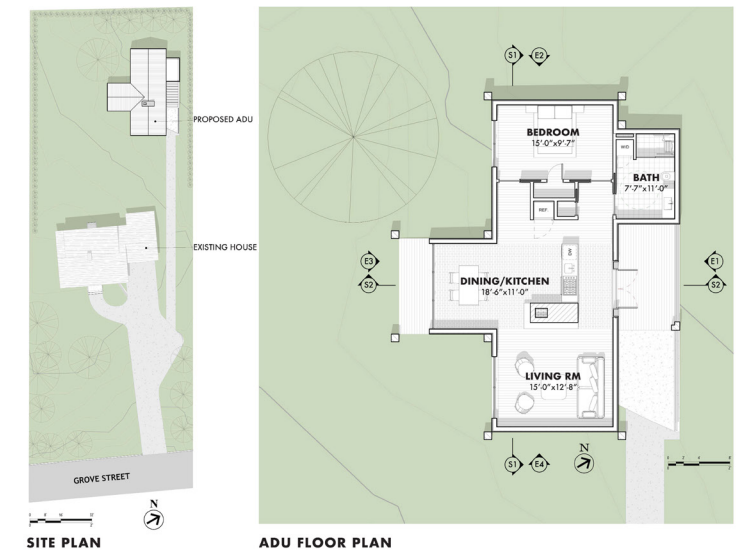 PROPOSED ADU
EXISTING HOUSE
GROVE STREET
N
SITE PLAN
S1 E2
BEDROOM
15'-0"x9'-7"
W/D
BATH
7'-7"x11'-0"
REF.
E3
S2
DW
DINING/KITCHEN
18'-6"x11'-0"
E1
S2
LIVING RM
15'-0"x12'-8"
S1 E4
N
ADU FLOOR PLAN